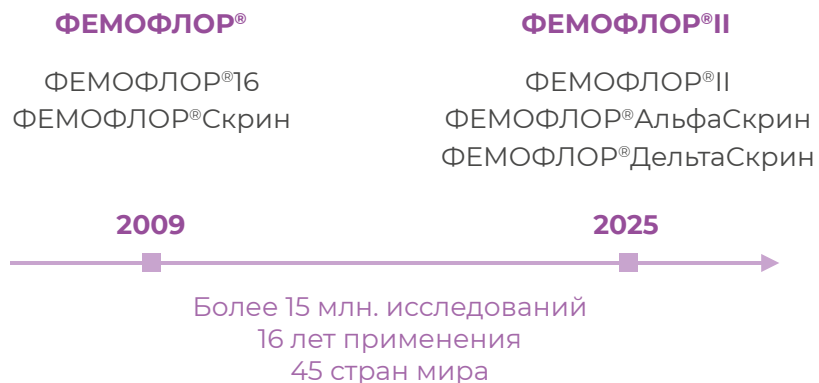 ФЕМОФЛОР®
ФЕМОФЛОР®16
ФЕМОФЛОР®Скрин
ФЕМОФЛОР®II
ФЕМОФЛОР®II
ФЕМОФЛОР®АльфаСкрин
ФЕМОФЛОР®ДельтаСкрин
2009
2025
Более 15 млн. исследований
16 лет применения
45 стран мира